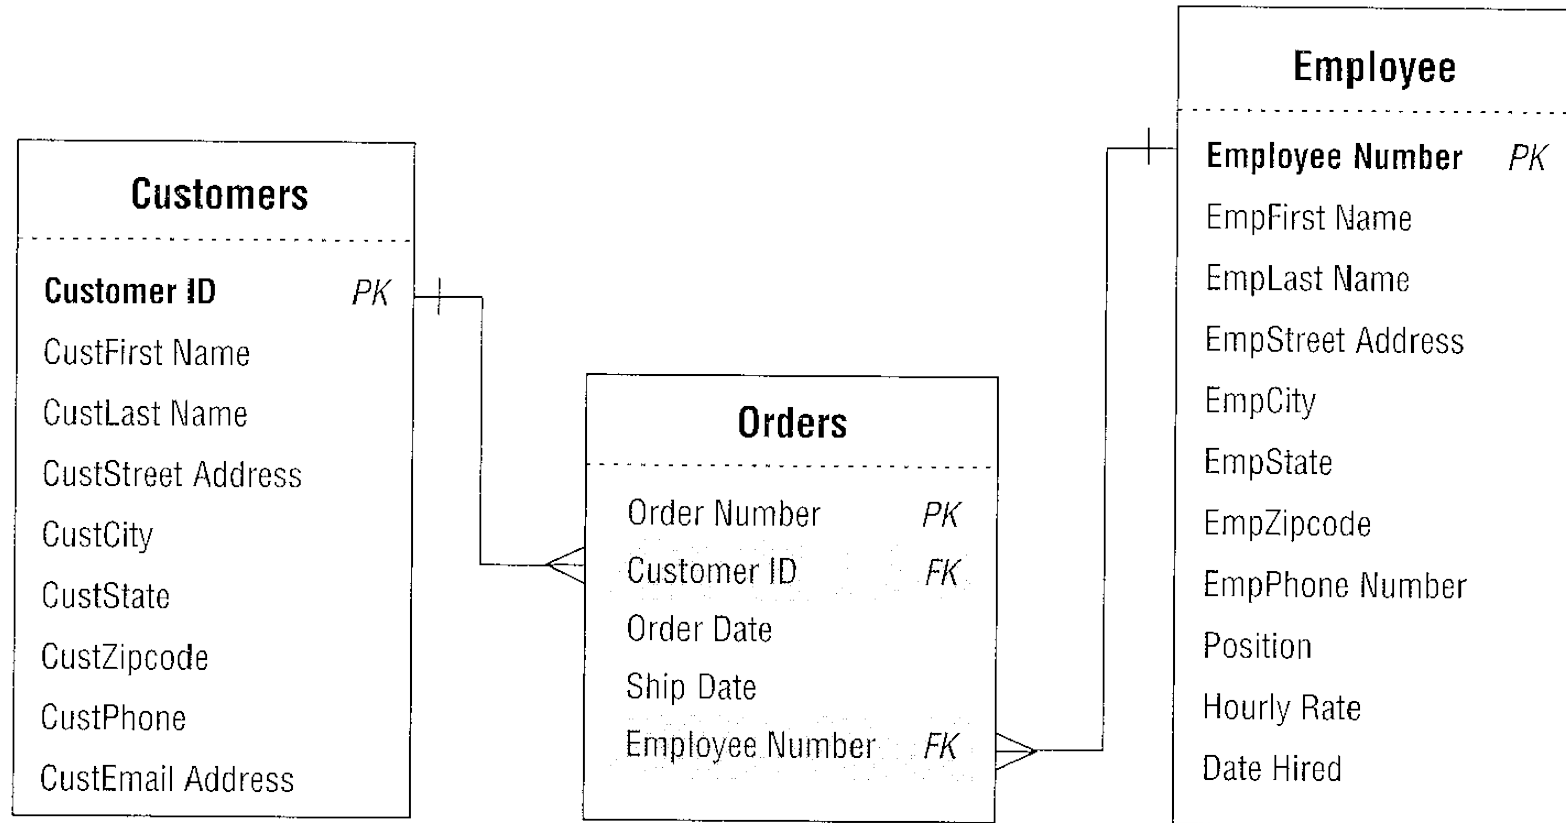 Customers
Customer ID PK
CustFirst Name
CustLast Name
CustStreet Address
CustCity
CustState
CustZipcode
CustPhone
CustEmail Address
Orders
Order Number PK
Customer ID FK
Order Date
Ship Date
Employee Number FK
Employee
Employee Number PK
EmpFirst Name
EmpLast Name
EmpStreet Address
EmpCity
EmpState
EmpZipcode
EmpPhone Number
Position
Hourly Rate
Date Hired